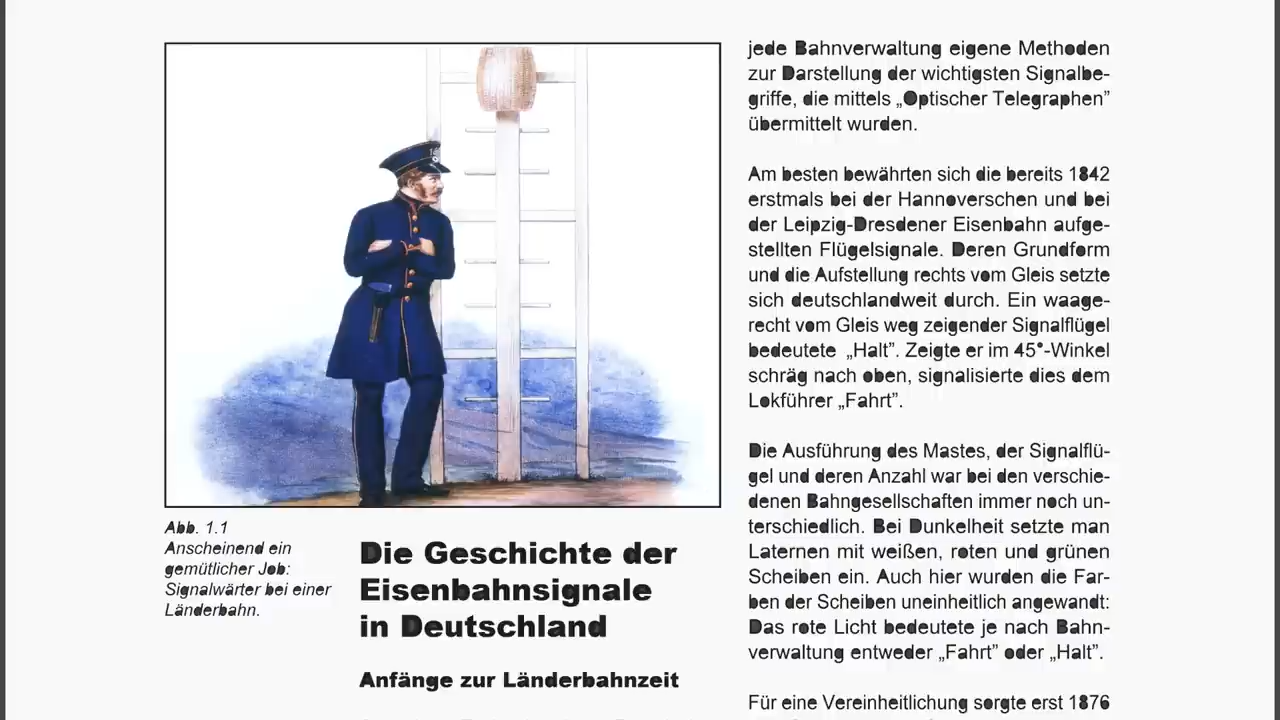 Abb. 1.1
Anscheinend ein
gemütlicher Job:
Signalwärter bei einer
Länderbahn.
Die Geschichte der
Eisenbahnsignale
in Deutschland
Anfänge zur Länderbahnzeit
jede Bahnverwaltung eigene Methoden
zur Darstellung der wichtigsten Signalbe-
griffe, die mittels „Optischer Telegraphen”
übermittelt wurden.
Am besten bewährten sich die bereits 1842
erstmals bei der Hannoverschen und bei
der Leipzig-Dresdener Eisenbahn aufge-
stellten Flügelsignale. Deren Grundform
und die Aufstellung rechts vom Gleis setzte
sich deutschlandweit durch. Ein waage-
recht vom Gleis weg zeigender Signalflügel
bedeutete „Halt”. Zeigte er im 45°-Winkel
schräg nach oben, signalisierte dies dem
Lokführer „Fahrt”.
Die Ausführung des Mastes, der Signalflü-
gel und deren Anzahl war bei den verschie-
denen Bahngesellschaften immer noch un-
terschiedlich. Bei Dunkelheit setzte man
Laternen mit weißen, roten und grünen
Scheiben ein. Auch hier wurden die Far-
ben der Scheiben uneinheitlich angewandt:
Das rote Licht bedeutete je nach Bahn-
verwaltung entweder „Fahrt” oder „Halt”.
Für eine Vereinheitlichung sorgte erst 1876